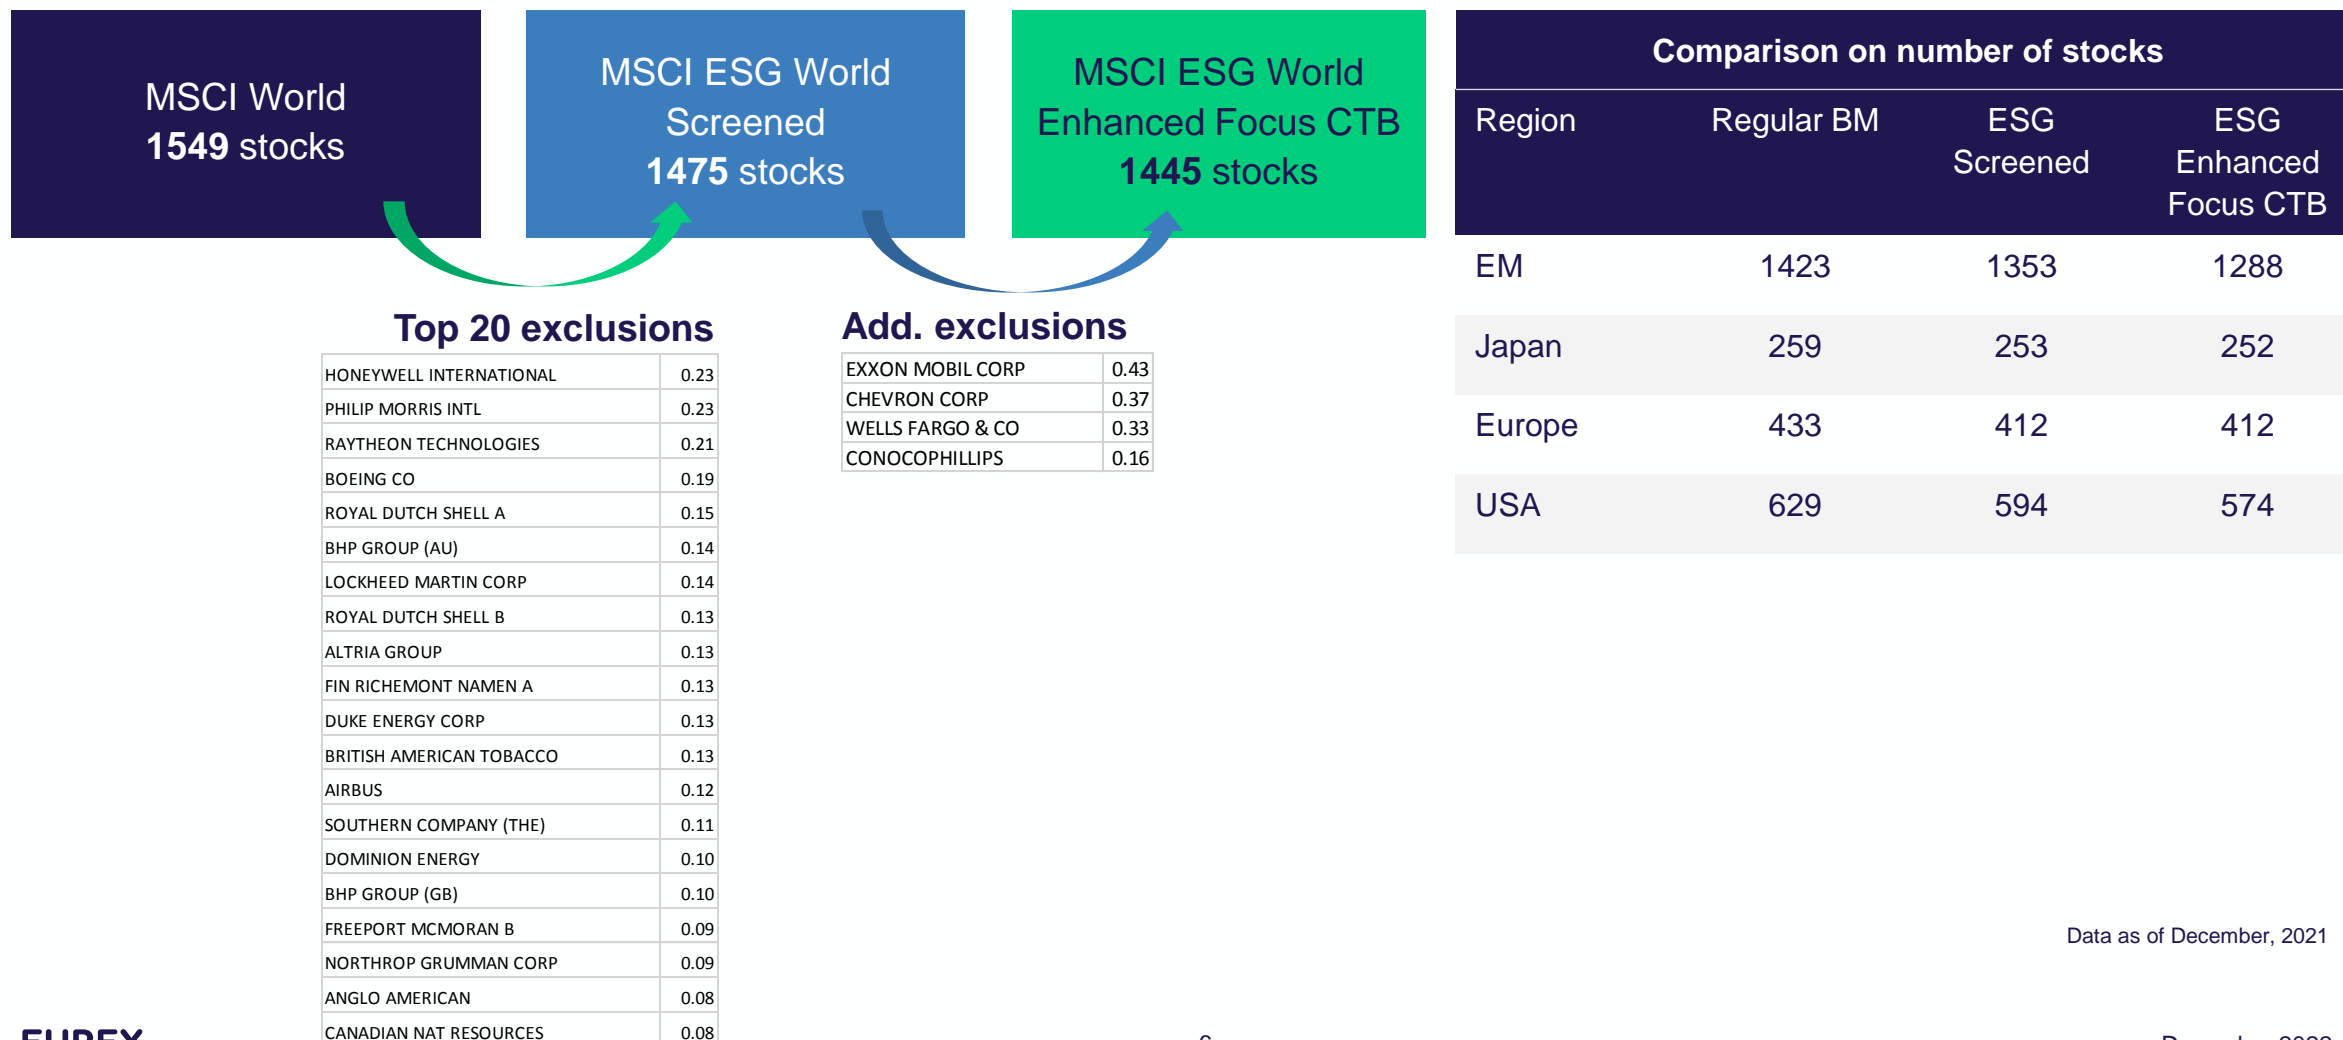 MSCI World
1549 stocks
MSCI ESG World
Screened
1475 stocks
MSCI ESG World
Enhanced Focus CTB
1445 stocks
Top 20 exclusions
HONEYWELL INTERNATIONAL 0.23
PHILIP MORRIS INTL 0.23
RAYTHEON TECHNOLOGIES 0.21
BOEING CO 0.19
ROYAL DUTCH SHELL A 0.15
BHP GROUP (AU) 0.14
LOCKHEED MARTIN CORP 0.14
ROYAL DUTCH SHELL B 0.13
ALTRIA GROUP 0.13
FIN RICHEMONT NAMEN A 0.13
DUKE ENERGY CORP 0.13
BRITISH AMERICAN TOBACCO 0.13
AIRBUS 0.12
SOUTHERN COMPANY (THE) 0.11
DOMINION ENERGY 0.10
BHP GROUP (GB) 0.10
FREEPORT MCMORAN B 0.09
NORTHROP GRUMMAN CORP 0.09
ANGLO AMERICAN 0.08
CANADIAN NAT RESOURCES 0.08
Add. exclusions
EXXON MOBIL CORP 0.43
CHEVRON CORP 0.37
WELLS FARGO & CO 0.33
CONOCOPHILLIPS 0.16
Comparison on number of stocks
Region Regular BM ESG Screened ESG Enhanced Focus CTB
EM 1423 1353 1288
Japan 259 253 252
Europe 433 412 412
USA 629 594 574
Data as of December, 2021
EUREX